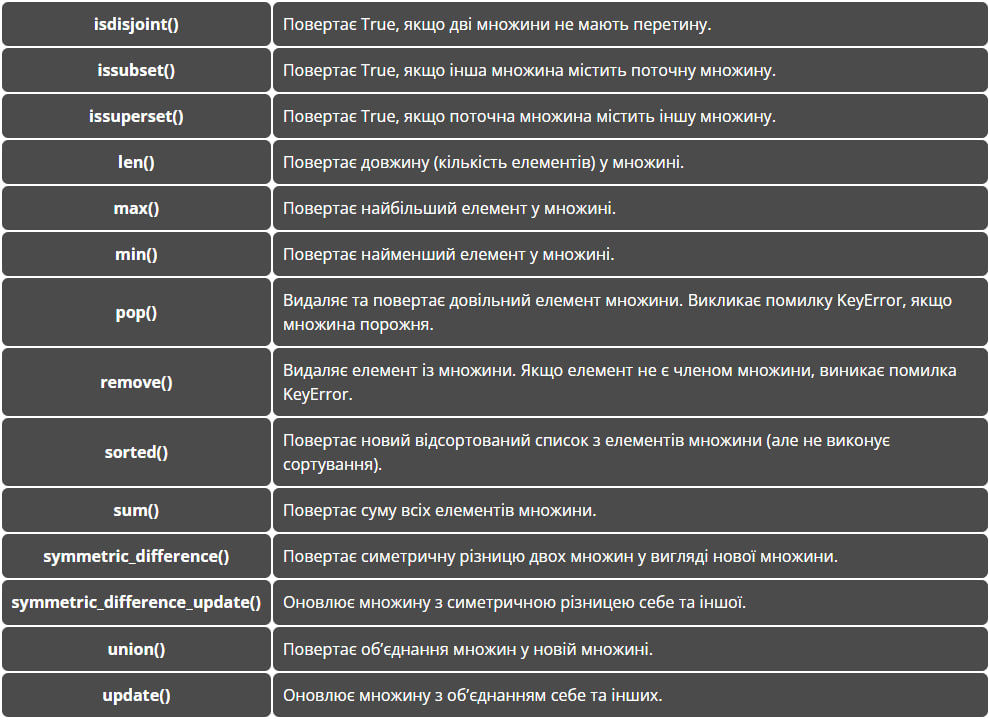 isdisjoint()
Повертає True, якщо дві множини не мають перетину.
issubset()
Повертає True, якщо інша множина містить поточну множину.
issuperset()
Повертає True, якщо поточна множина містить іншу множину.
len()
Повертає довжину (кількість елементів) у множині.
max()
Повертає найбільший елемент у множині.
min()
Повертає найменший елемент у множині.
pop()
Видаляє та повертає довільний елемент множини. Викликає помилку KeyError, якщо
множина порожня.
remove()
Видаляє елемент із множини. Якщо елемент не є членом множини, виникає помилка
KeyError.
sorted()
Повертає новий відсортований список з елементів множини (але не виконує
сортування).
sum()
Повертає суму всіх елементів множини.
symmetric_difference()
Повертає симетричну різницю двох множин у вигляді нової множини.
symmetric_difference_update()
Оновлює множину з симетричною різницею себе та іншої.
union()
Повертає об’єднання множин у новій множині.
update()
Оновлює множину з об’єднанням себе та інших.